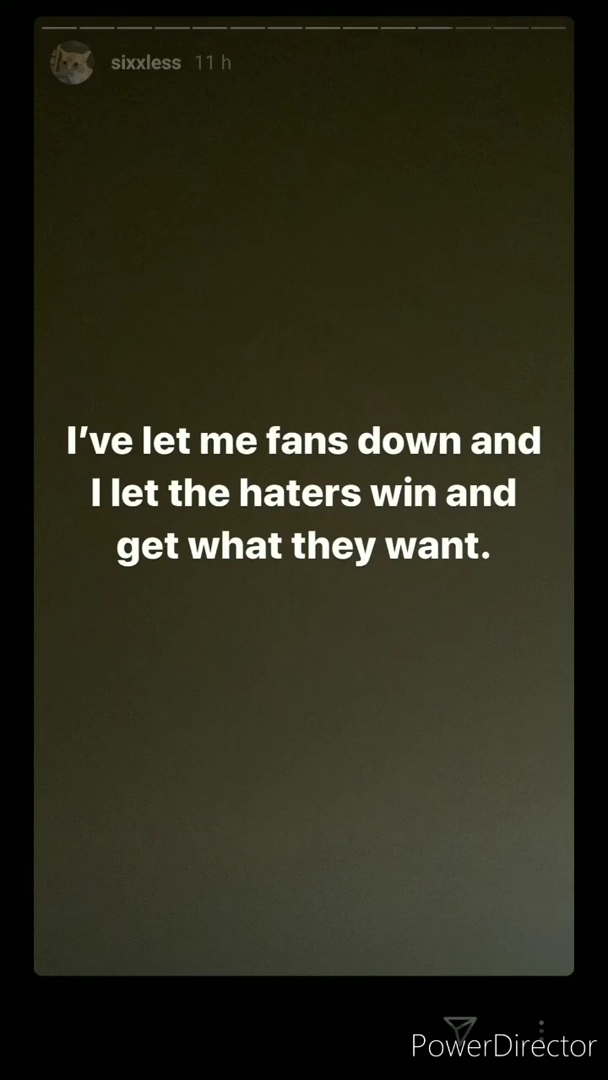 sixxless 11 h
I've let me fans down and
I let the haters win and
get what they want.
PowerDirector